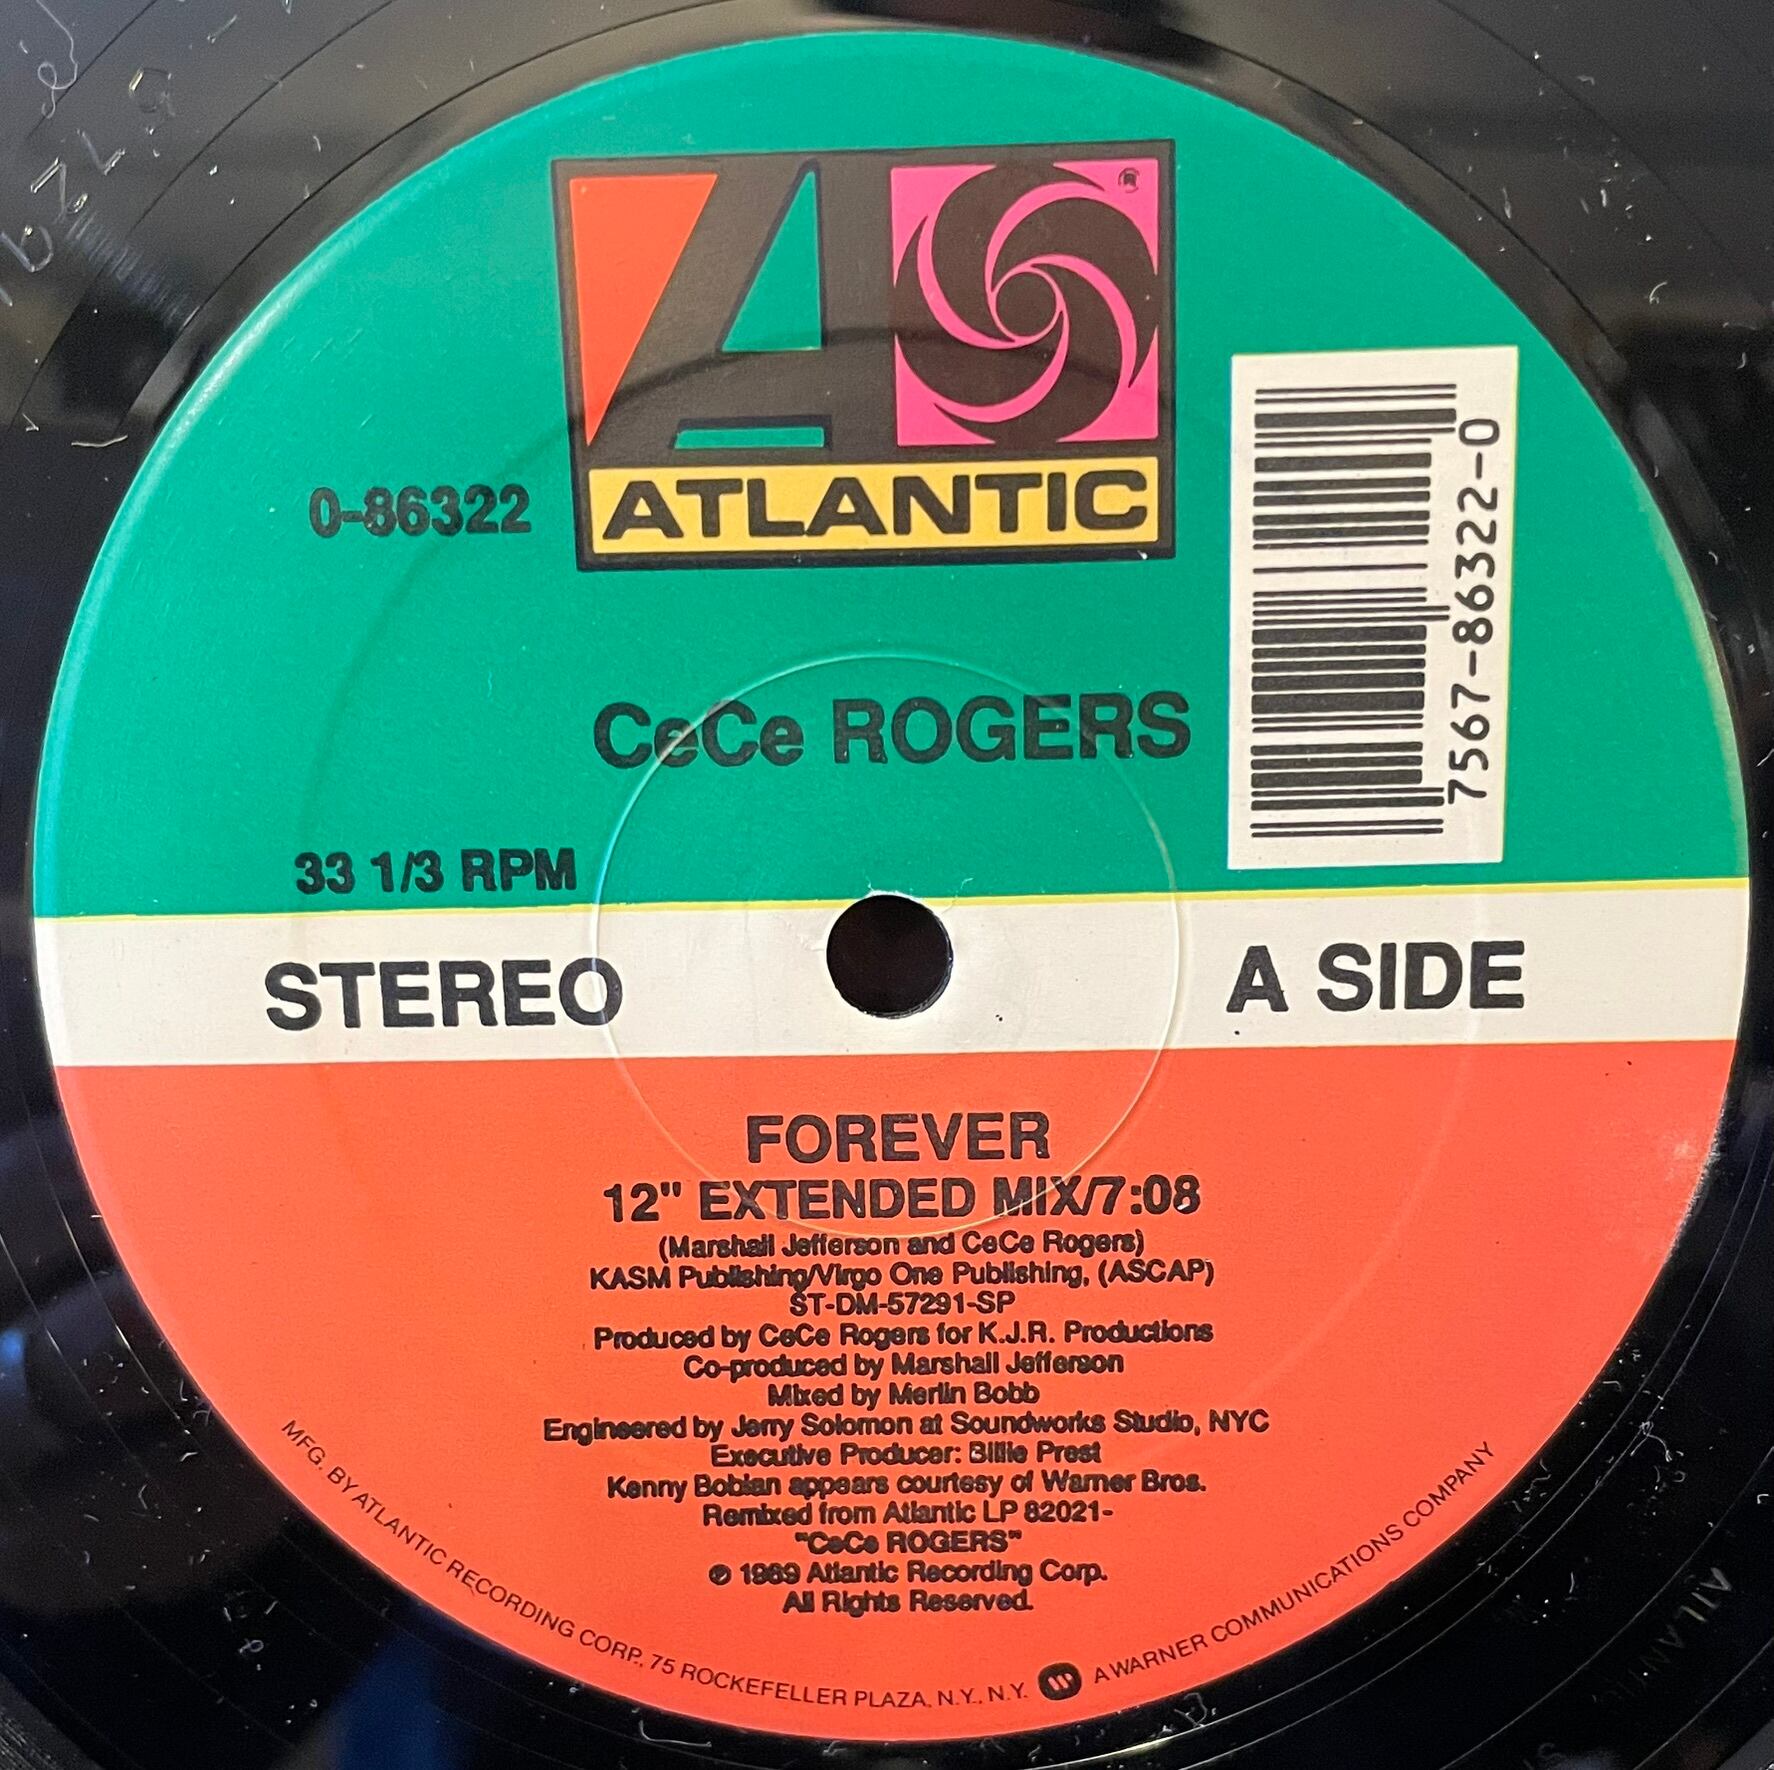 ATLANTIC
0-86322
7567-86322-0
CeCe ROGERS
33 1/3 RPM
STEREO
A SIDE
FOREVER
12" EXTENDED MIX/7:08
(Marshall Jefferson and CeCe Rogers)
KASM Publishing/Virgo One Publishing, (ASCAP)
ST-DM-57291-SP
Produced by CeCe Rogers for K.J.R. Productions
Co-produced by Marshall Jefferson
Mixed by Merlin Bobb
Engineered by Jerry Solomon at Soundworks Studio, NYC
Executive Producer: Billie Prest
Kenny Bobian appears courtesy of Warner Bros.
Remixed from Atlantic LP 82021-
"CeCe ROGERS"
℗ 1989 Atlantic Recording Corp.
All Rights Reserved.
MFG. BY ATLANTIC RECORDING CORP., 75 ROCKEFELLER PLAZA, N.Y., N.Y. A WARNER COMMUNICATIONS COMPANY